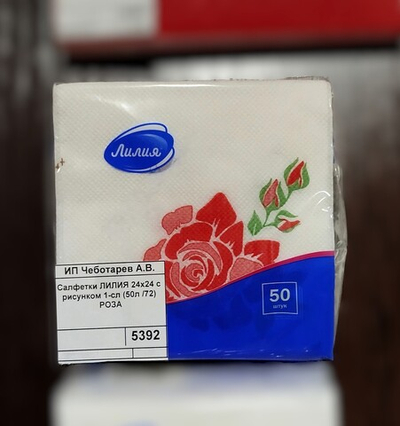 Лилия
ИП Чеботарев А.В.
Салфетки ЛИЛИЯ 24х24 с
рисунком 1-сл (50л /72)
РОЗА
5392
50
штук